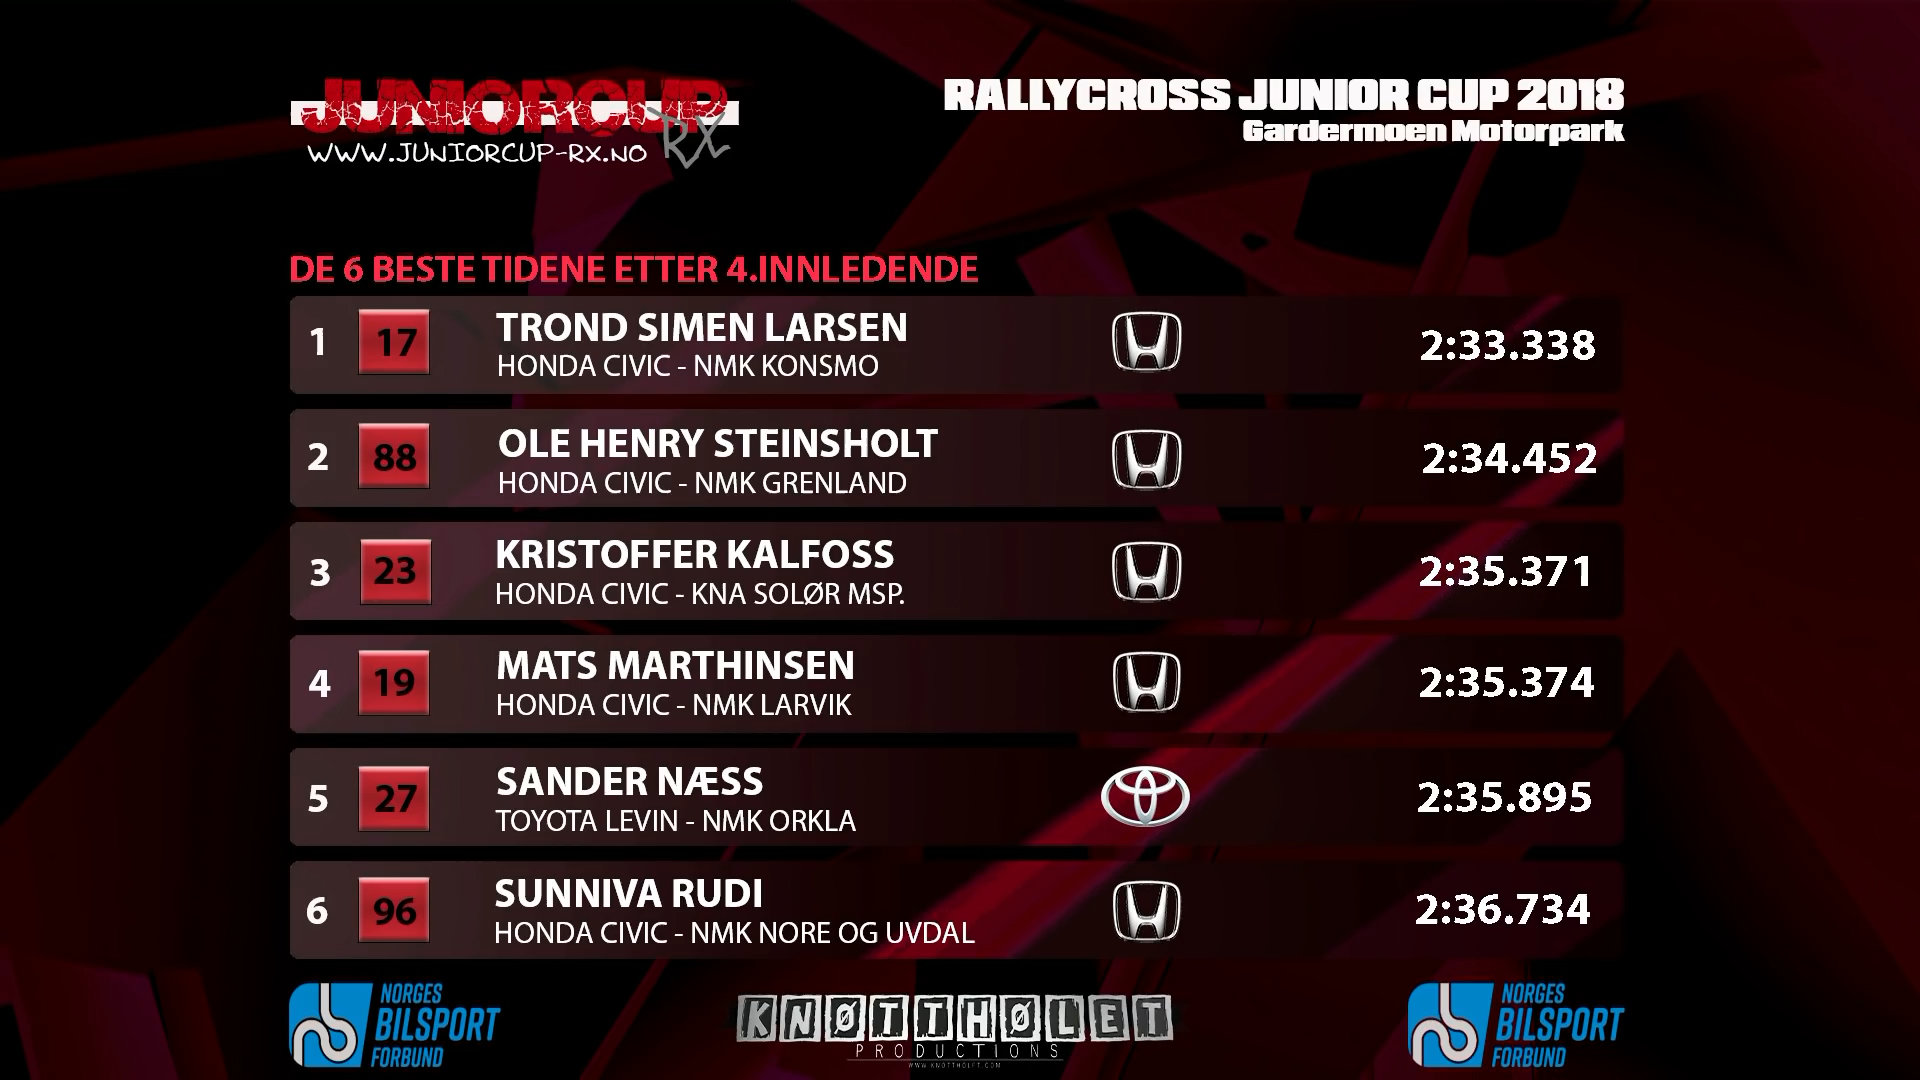 JUNIORCUP
RX
WWW.JUNIORCUP-RX.NO
RALLYCROSS JUNIOR CUP 2018
Gardermoen Motorpark
DE 6 BESTE TIDENE ETTER 4.INNLEDENDE
1 17 TROND SIMEN LARSEN 2:33.338
HONDA CIVIC - NMK KONSMO
2 88 OLE HENRY STEINSHOLT 2:34.452
HONDA CIVIC - NMK GRENLAND
3 23 KRISTOFFER KALFOSS 2:35.371
HONDA CIVIC - KNA SOLØR MSP.
4 19 MATS MARTHINSEN 2:35.374
HONDA CIVIC - NMK LARVIK
5 27 SANDER NÆSS 2:35.895
TOYOTA LEVIN - NMK ORKLA
6 96 SUNNIVA RUDI 2:36.734
HONDA CIVIC - NMK NORE OG UVDAL
NORGES
BILSPORT
FORBUND
KNØTTHØLET
PRODUCTIONS
NORGES
BILSPORT
FORBUND